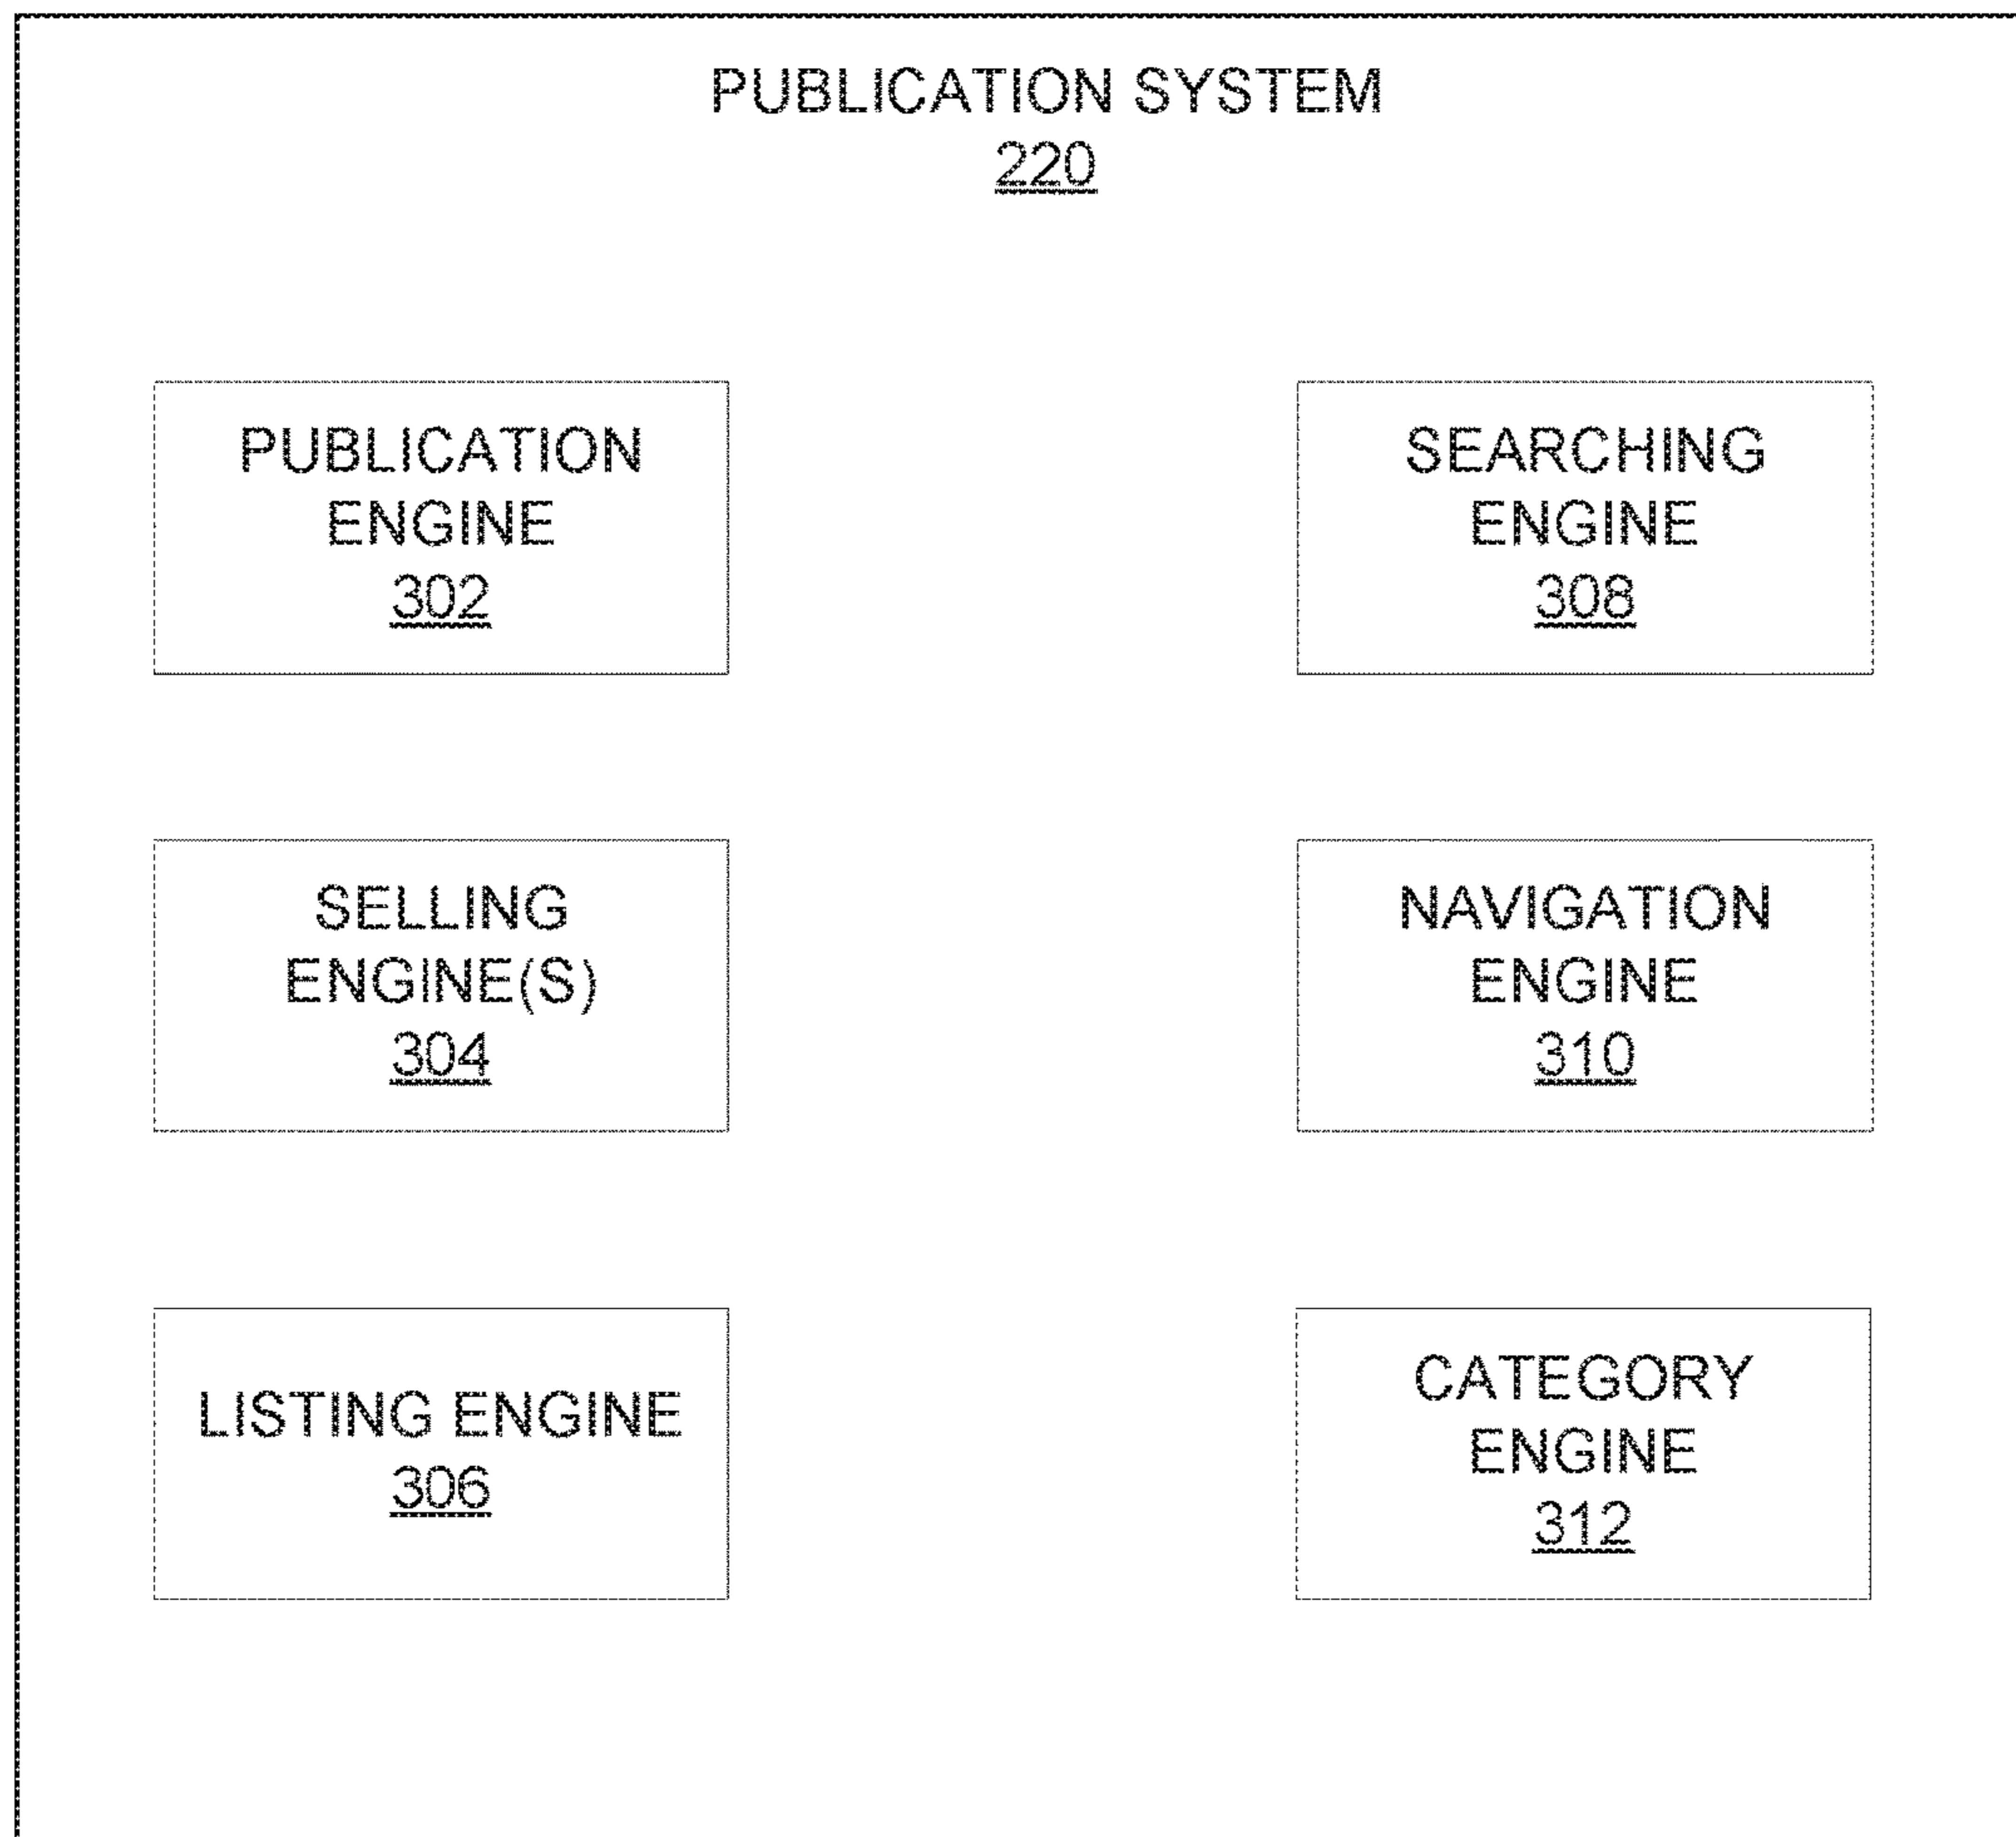 PUBLICATION SYSTEM
220
PUBLICATION
ENGINE
302
SEARCHING
ENGINE
308
SELLING
ENGINE(S)
304
NAVIGATION
ENGINE
310
LISTING ENGINE
306
CATEGORY
ENGINE
312